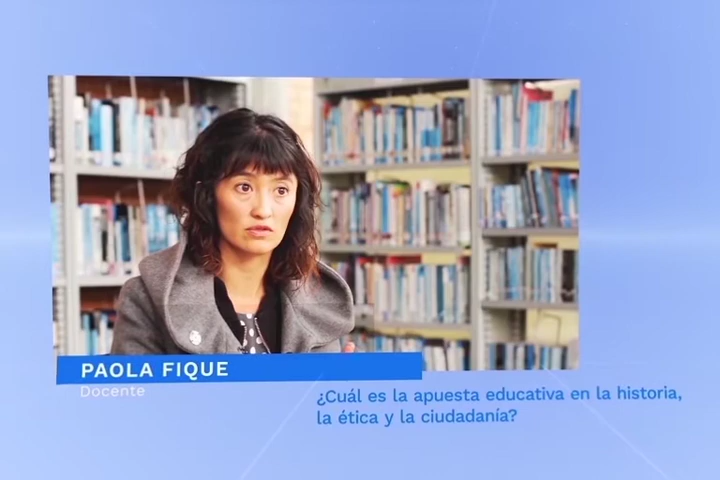 PAOLA FIQUE
Docente
¿Cuál es la apuesta educativa en la historia,
la ética y la ciudadanía?